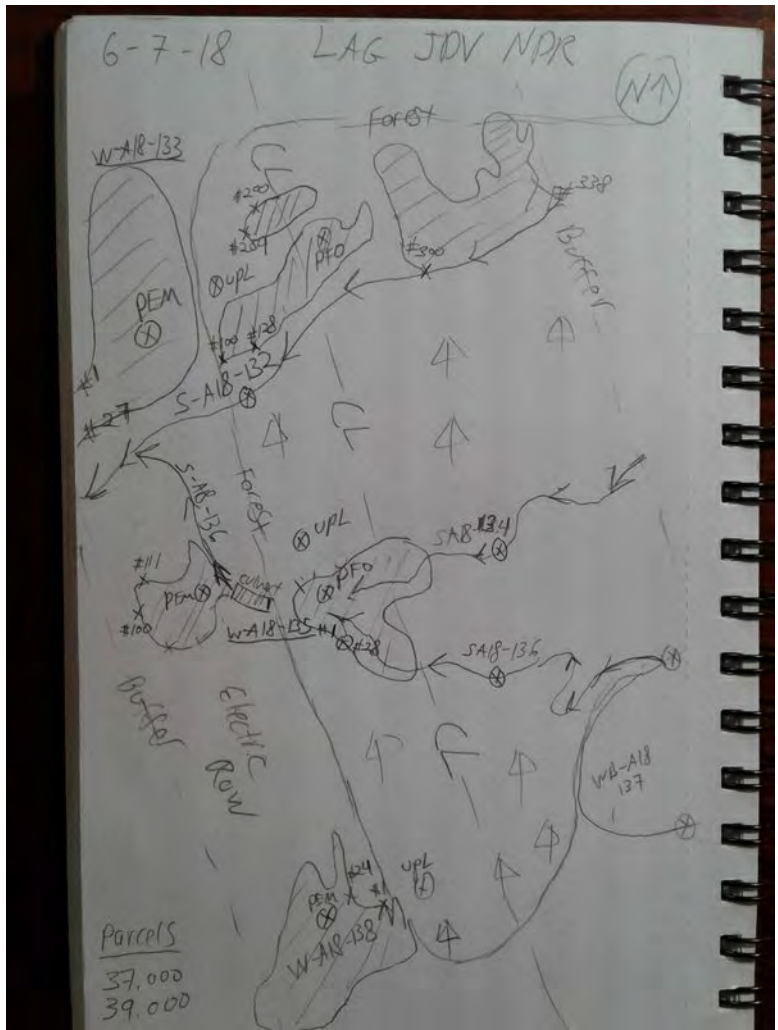 6-7-18 LAG JDV NDR
N↑
Forest
W-A18-133
CL
#200
#204
#338
PFO
#300
UPL
Buffer
PEM
#100 #128
#1
S-A18-132
#27
CL
S-A18-136
Forest
UPL
SA18-134
#111
PFO
PEM
culvert
#100
W-A18-135 #1
#38
SA18-136
Buffer
Electric
Row
CL
WB-A18
137
#24
UPL
#1
PEM
W-A18-138
Parcels
37,000
39,000